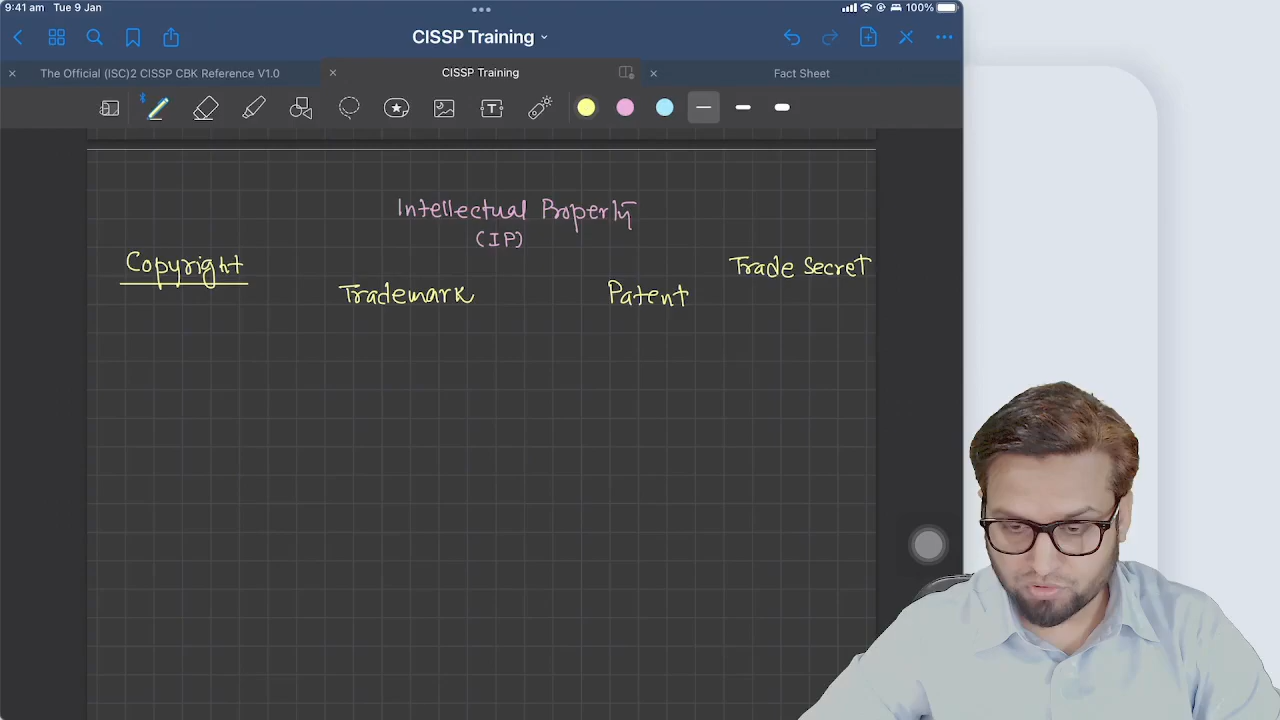 9:41 am Tue 9 Jan
100%
CISSP Training
The Official (ISC)2 CISSP CBK Reference V1.0
CISSP Training
Fact Sheet
T
Intellectual Property
(IP)
Copyright
Trade Secret
Trademark
Patent